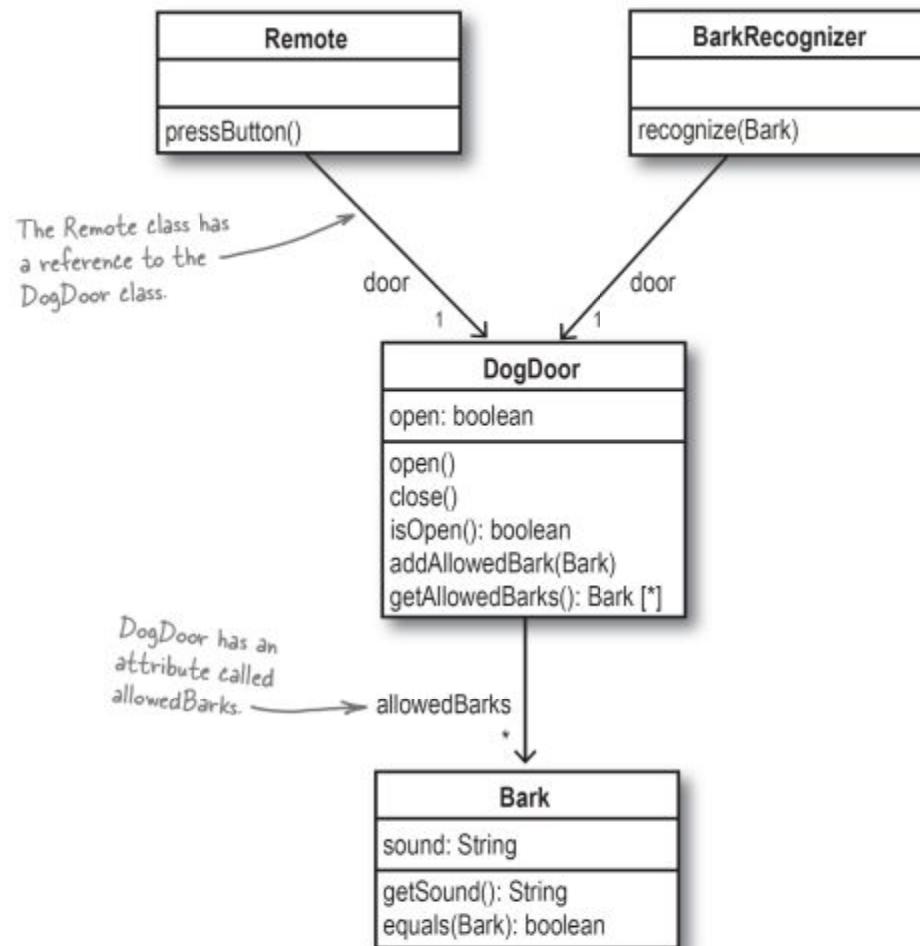 Remote
pressButton()
BarkRecognizer
recognize(Bark)
The Remote class has
a reference to the
DogDoor class.
door
1
door
1
DogDoor
open: boolean
open()
close()
isOpen(): boolean
addAllowedBark(Bark)
getAllowedBarks(): Bark [*]
DogDoor has an
attribute called
allowedBarks.
allowedBarks
*
Bark
sound: String
getSound(): String
equals(Bark): boolean